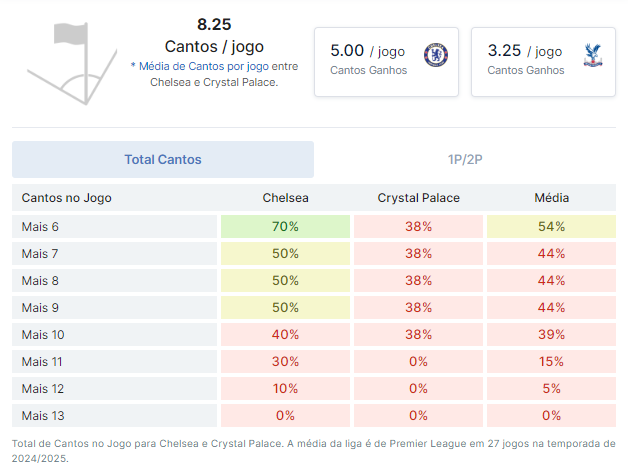 8.25
Cantos / jogo
* Média de Cantos por jogo entre
Chelsea e Crystal Palace.
5.00 / jogo
Cantos Ganhos
3.25 / jogo
Cantos Ganhos
Total Cantos
1P/2P
Cantos no Jogo Chelsea Crystal Palace Média
Mais 6 70% 38% 54%
Mais 7 50% 38% 44%
Mais 8 50% 38% 44%
Mais 9 50% 38% 44%
Mais 10 40% 38% 39%
Mais 11 30% 0% 15%
Mais 12 10% 0% 5%
Mais 13 0% 0% 0%
Total de Cantos no Jogo para Chelsea e Crystal Palace. A média da liga é de Premier League em 27 jogos na temporada de
2024/2025.